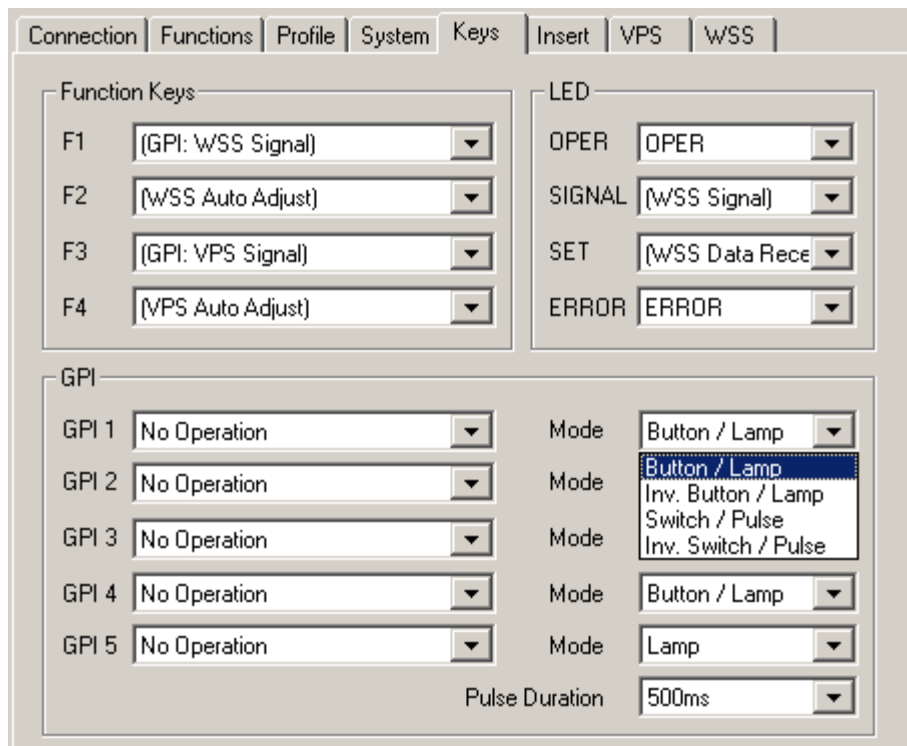 Connection Functions Profile System Keys Insert VPS WSS
Function Keys
F1 (GPI: WSS Signal)
F2 (WSS Auto Adjust)
F3 (GPI: VPS Signal)
F4 (VPS Auto Adjust)
LED
OPER OPER
SIGNAL (WSS Signal)
SET (WSS Data Rece
ERROR ERROR
GPI
GPI 1 No Operation Mode Button / Lamp
Button / Lamp
Inv. Button / Lamp
Switch / Pulse
Inv. Switch / Pulse
GPI 2 No Operation Mode
GPI 3 No Operation Mode
GPI 4 No Operation Mode Button / Lamp
GPI 5 No Operation Mode Lamp
Pulse Duration 500ms